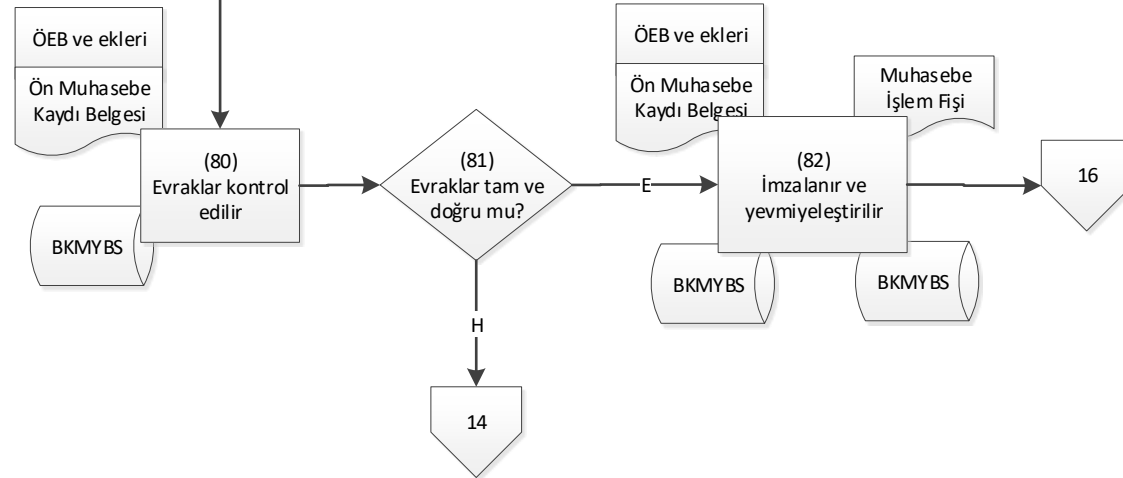 ÖEB ve ekleri
Ön Muhasebe
Kaydı Belgesi
(80)
Evraklar kontrol
edilir
BKMYBS
(81)
Evraklar tam ve
doğru mu?
E
H
14
ÖEB ve ekleri
Ön Muhasebe
Kaydı Belgesi
Muhasebe
İşlem Fişi
(82)
İmzalanır ve
yevmiyeleştirilir
BKMYBS
BKMYBS
16